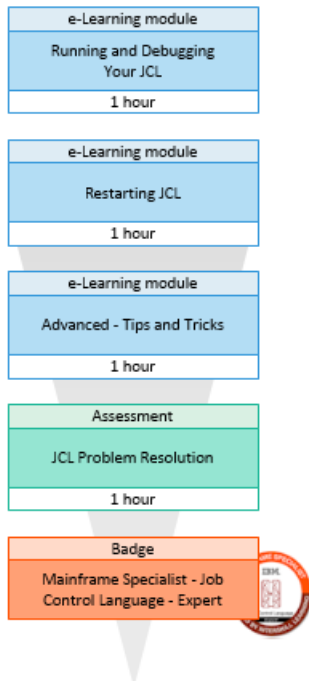 e-Learning module
Running and Debugging
Your JCL
1 hour
e-Learning module
Restarting JCL
1 hour
e-Learning module
Advanced - Tips and Tricks
1 hour
Assessment
JCL Problem Resolution
1 hour
Badge
Mainframe Specialist - Job
Control Language - Expert
IBM.